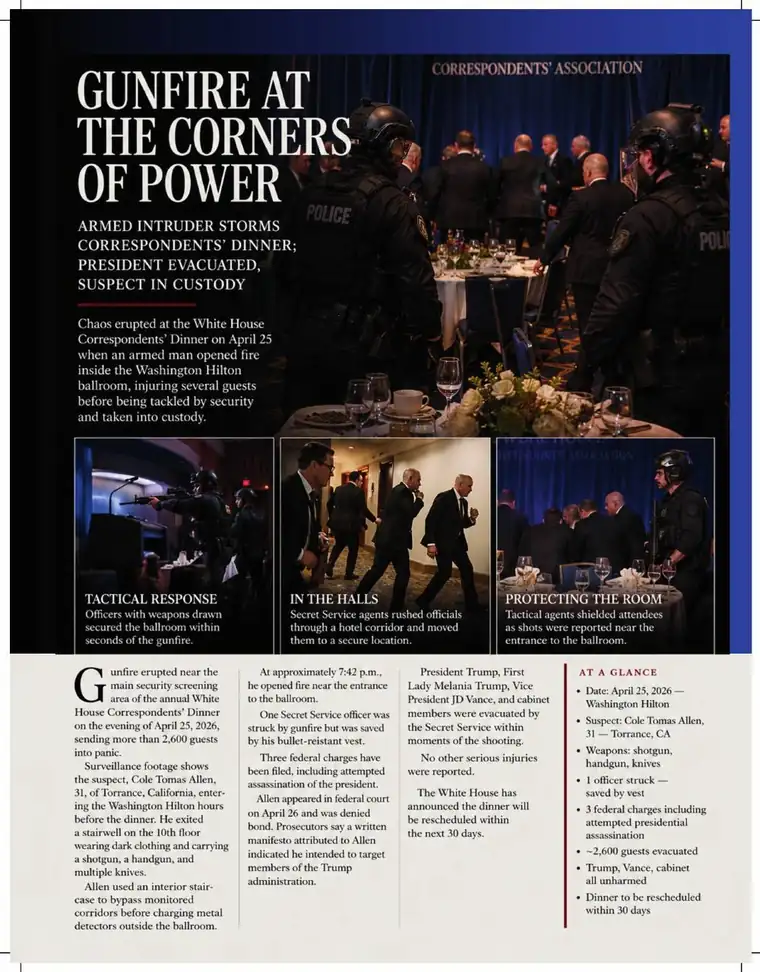 CORRESPONDENTS' ASSOCIATION
GUNFIRE AT
THE CORNERS
OF POWER
POLICE
ARMED INTRUDER STORMS
CORRESPONDENTS' DINNER;
PRESIDENT EVACUATED,
SUSPECT IN CUSTODY
Chaos erupted at the White House
Correspondents' Dinner on April 25
when an armed man opened fire
inside the Washington Hilton
ballroom, injuring several guests
before being tackled by security
and taken into custody.
TACTICAL RESPONSE
Officers with weapons drawn
secured the ballroom within
seconds of the gunfire.
IN THE HALLS
Secret Service agents rushed officials
through a hotel corridor and moved
them to a secure location.
PROTECTING THE ROOM
Tactical agents shielded attendees
as shots were reported near the
entrance to the ballroom.
Gunfire erupted near the
main security screening
area of the annual White
House Correspondents' Dinner
on the evening of April 25, 2026,
sending more than 2,600 guests
into panic.
Surveillance footage shows
the suspect, Cole Tomas Allen,
31, of Torrance, California, enter-
ing the Washington Hilton hours
before the dinner. He exited
a stairwell on the 10th floor
wearing dark clothing and carrying
a shotgun, a handgun, and
multiple knives.
Allen used an interior stair-
case to bypass monitored
corridors before charging metal
detectors outside the ballroom.
At approximately 7:42 p.m.,
he opened fire near the entrance
to the ballroom.
One Secret Service officer was
struck by gunfire but was saved
by his bullet-reistant vest.
Three federal charges have
been filed, including attempted
assassination of the president.
Allen appeared in federal court
on April 26 and was denied
bond. Prosecutors say a written
manifesto attributed to Allen
indicated he intended to target
members of the Trump
administration.
President Trump, First
Lady Melania Trump, Vice
President JD Vance, and cabinet
members were evacuated by
the Secret Service within
moments of the shooting.
No other serious injuries
were reported.
The White House has
announced the dinner will
be rescheduled within
the next 30 days.
AT A GLANCE
• Date: April 25, 2026 —
Washington Hilton
• Suspect: Cole Tomas Allen,
31 — Torrance, CA
• Weapons: shotgun,
handgun, knives
• 1 officer struck —
saved by vest
• 3 federal charges including
attempted presidential
assassination
• ~2,600 guests evacuated
• Trump, Vance, cabinet
all unharmed
• Dinner to be rescheduled
within 30 days